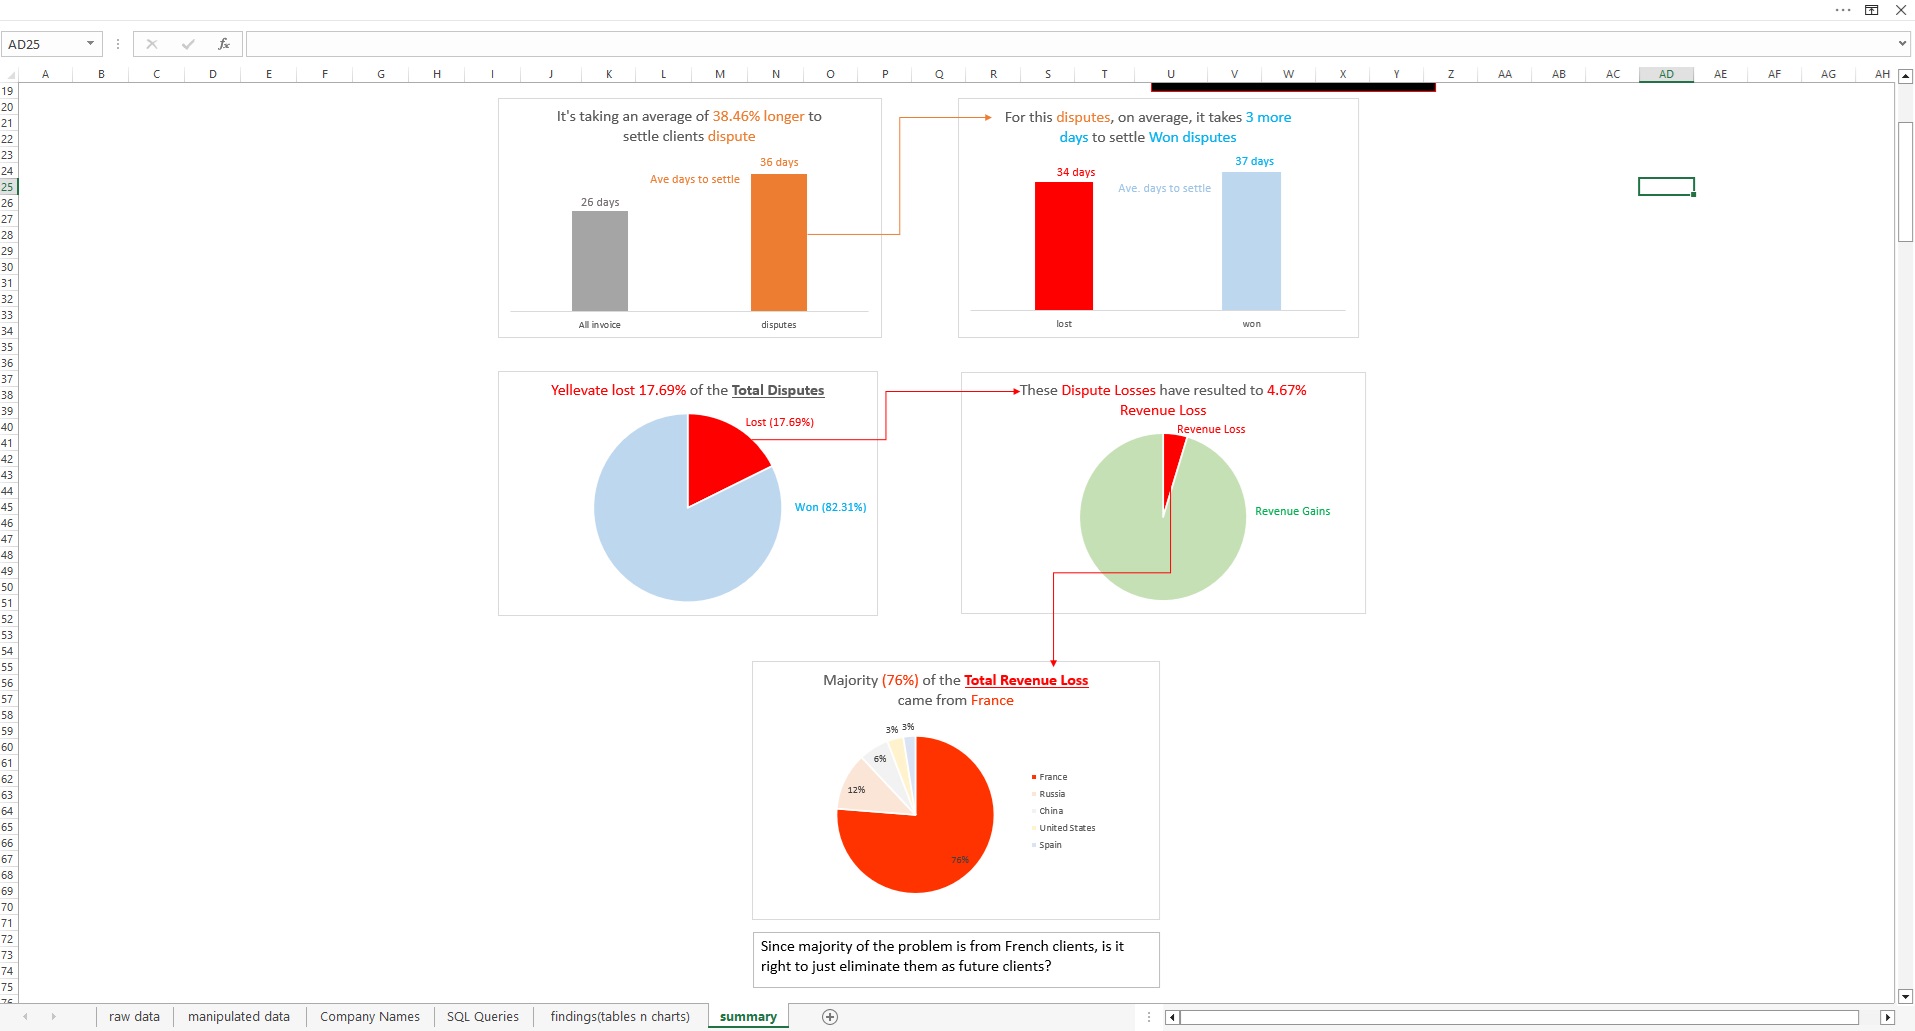 AD25
fx
A B C D E F G H I J K L M N O P Q R S T U V W X Y Z AA AB AC AD AE AF AG AH
19
20
21
22
23
24
25
26
27
28
29
30
31
32
33
34
35
36
37
38
39
40
41
42
43
44
45
46
47
48
49
50
51
52
53
54
55
56
57
58
59
60
61
62
63
64
65
66
67
68
69
70
71
72
73
74
75
76
It's taking an average of 38.46% longer to
settle clients dispute
36 days
Ave days to settle
26 days
All invoice
disputes
For this disputes, on average, it takes 3 more
days to settle Won disputes
37 days
34 days
Ave. days to settle
lost
won
Yellevate lost 17.69% of the Total Disputes
Lost (17.69%)
Won (82.31%)
These Dispute Losses have resulted to 4.67%
Revenue Loss
Revenue Loss
Revenue Gains
Majority (76%) of the Total Revenue Loss
came from France
3% 3%
6%
12%
76%
France
Russia
China
United States
Spain
Since majority of the problem is from French clients, is it
right to just eliminate them as future clients?
raw data manipulated data Company Names SQL Queries findings(tables n charts) summary